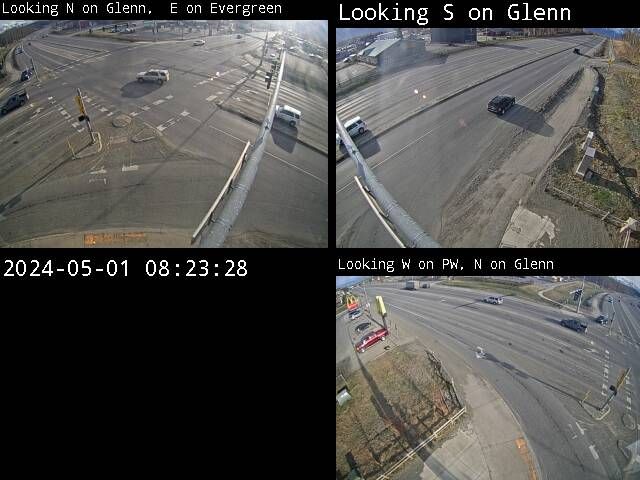 Looking N on Glenn,  E on Evergreen
Looking S on Glenn
2024-05-01 08:23:28
Looking W on PW, N on Glenn